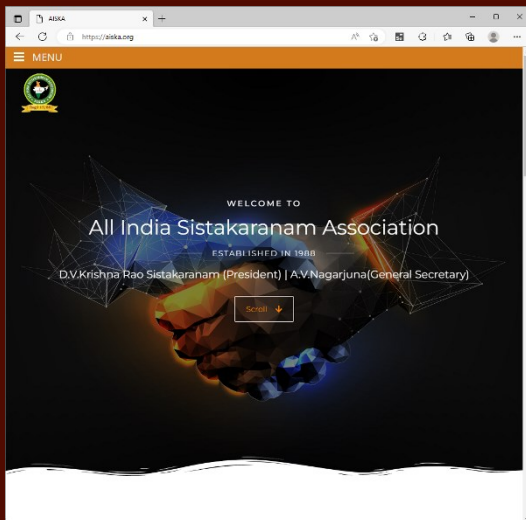 AISKA
https://aiska.org
MENU
WELCOME TO
All India Sistakaranam Association
ESTABLISHED IN 1988
D.V.Krishna Rao Sistakaranam (President) | A.V.Nagarjuna(General Secretary)
Scroll